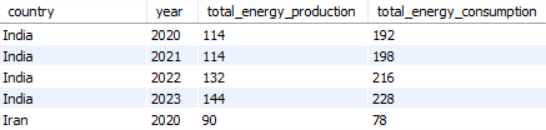 country year total_energy_production total_energy_consumption
India 2020 114 192
India 2021 114 198
India 2022 132 216
India 2023 144 228
Iran 2020 90 78